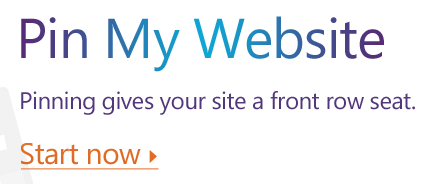 Pin My Website
Pinning gives your site a front row seat.
Start now